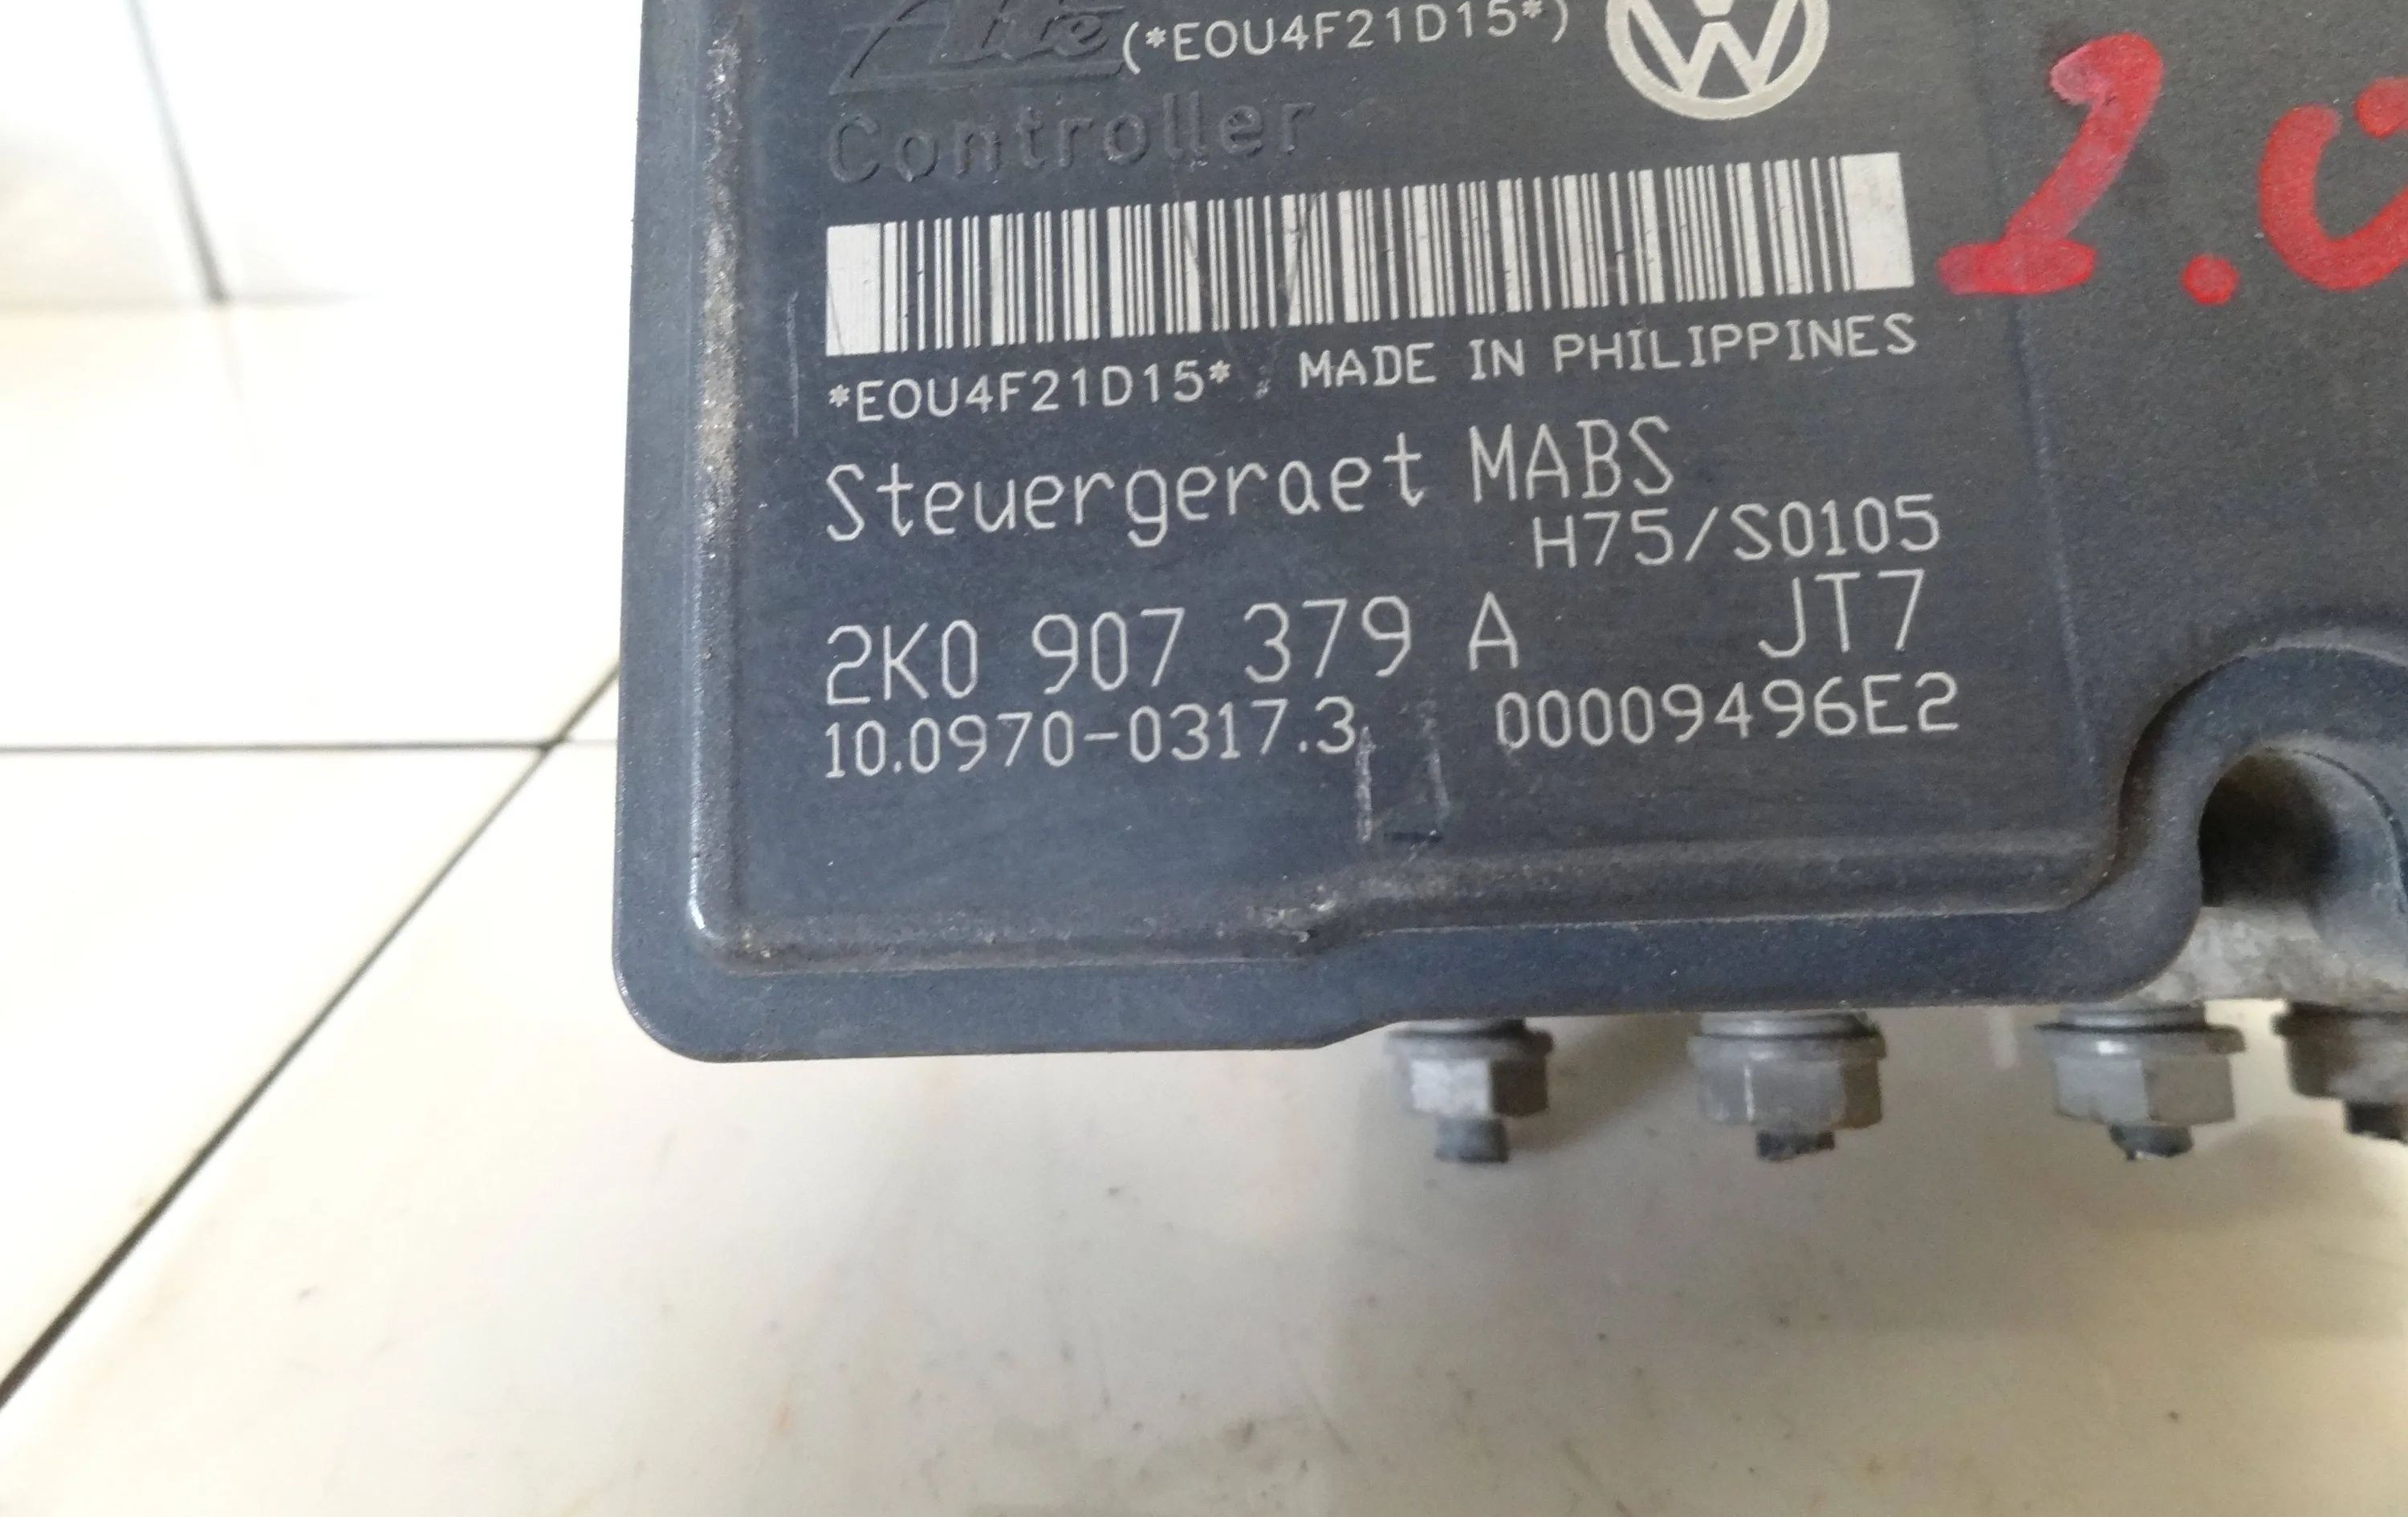 Ate (*EOU4F21D15*)
Controller
*EOU4F21D15* MADE IN PHILIPPINES
Steuergeraet MABS
H75/S0105
2K0 907 379 A JT7
10.0970-0317.3 00009496E2